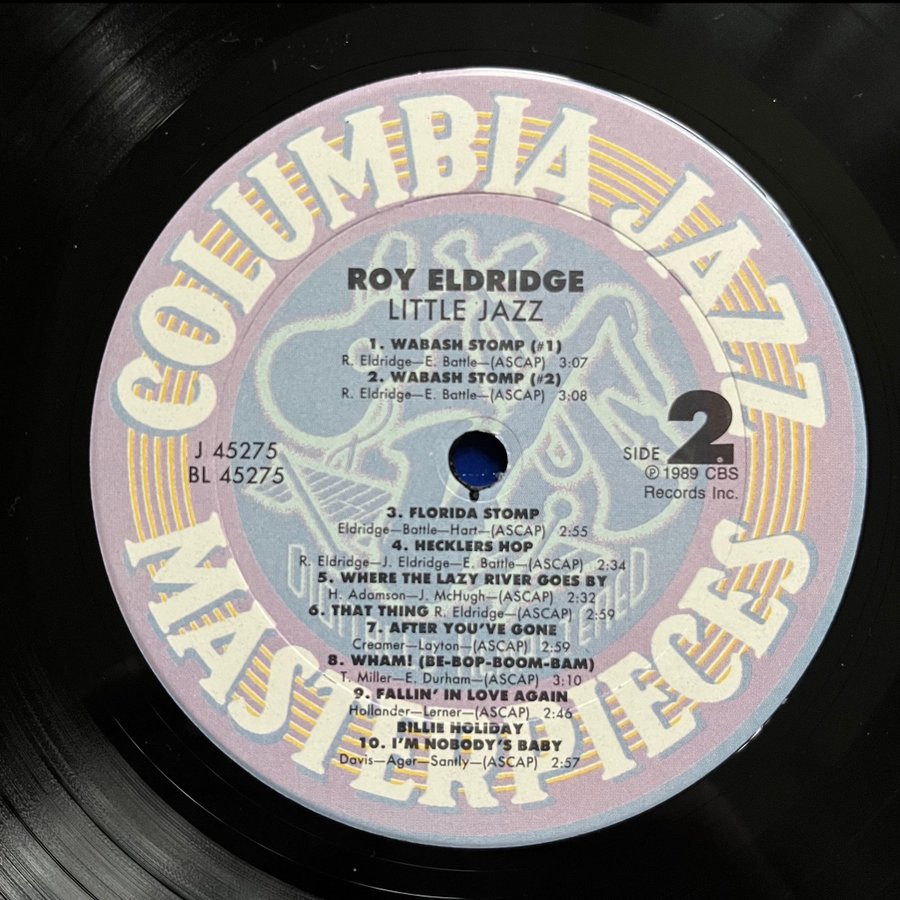 COLUMBIA JAZZ
ROY ELDRIDGE
LITTLE JAZZ
1. WABASH STOMP (#1)
R. Eldridge—E. Battle—(ASCAP) 3:07
2. WABASH STOMP (#2)
R. Eldridge—E. Battle—(ASCAP) 3:08
J 45275
BL 45275
SIDE 2
℗ 1989 CBS
Records Inc.
3. FLORIDA STOMP
Eldridge—Battle—Hart—(ASCAP) 2:55
4. HECKLERS HOP
R. Eldridge—J. Eldridge—E. Battle—(ASCAP) 2:34
5. WHERE THE LAZY RIVER GOES BY
H. Adamson—J. McHugh—(ASCAP) 2:32
6. THAT THING R. Eldridge—(ASCAP) 2:59
7. AFTER YOU'VE GONE
Creamer—Layton—(ASCAP) 2:59
8. WHAM! (BE-BOP-BOOM-BAM)
T. Miller—E. Durham—(ASCAP) 3:10
9. FALLIN' IN LOVE AGAIN
Hollander—Lerner—(ASCAP) 2:46
BILLIE HOLIDAY
10. I'M NOBODY'S BABY
Davis—Ager—Santly—(ASCAP) 2:57
MASTERPIECES